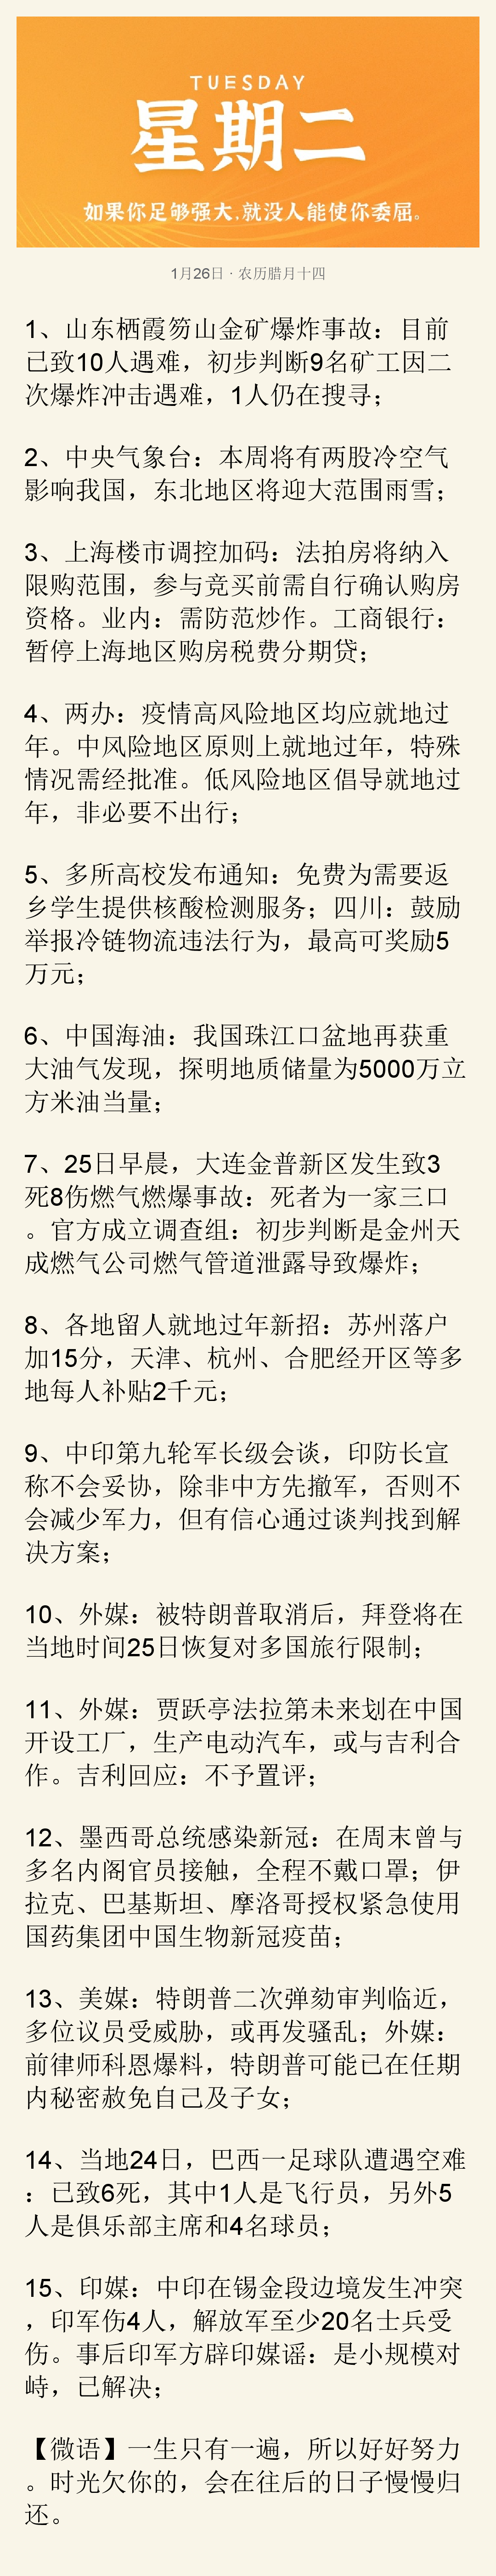 TUESDAY
星期二
如果你足够强大,就没人能使你委屈。
1月26日 · 农历腊月十四
1、山东栖霞笏山金矿爆炸事故：目前
已致10人遇难，初步判断9名矿工因二
次爆炸冲击遇难，1人仍在搜寻；
2、中央气象台：本周将有两股冷空气
影响我国，东北地区将迎大范围雨雪；
3、上海楼市调控加码：法拍房将纳入
限购范围，参与竞买前需自行确认购房
资格。业内：需防范炒作。工商银行：
暂停上海地区购房税费分期贷；
4、两办：疫情高风险地区均应就地过
年。中风险地区原则上就地过年，特殊
情况需经批准。低风险地区倡导就地过
年，非必要不出行；
5、多所高校发布通知：免费为需要返
乡学生提供核酸检测服务；四川：鼓励
举报冷链物流违法行为，最高可奖励5
万元；
6、中国海油：我国珠江口盆地再获重
大油气发现，探明地质储量为5000万立
方米油当量；
7、25日早晨，大连金普新区发生致3
死8伤燃气燃爆事故：死者为一家三口
。官方成立调查组：初步判断是金州天
成燃气公司燃气管道泄露导致爆炸；
8、各地留人就地过年新招：苏州落户
加15分，天津、杭州、合肥经开区等多
地每人补贴2千元；
9、中印第九轮军长级会谈，印防长宣
称不会妥协，除非中方先撤军，否则不
会减少军力，但有信心通过谈判找到解
决方案；
10、外媒：被特朗普取消后，拜登将在
当地时间25日恢复对多国旅行限制；
11、外媒：贾跃亭法拉第未来划在中国
开设工厂，生产电动汽车，或与吉利合
作。吉利回应：不予置评；
12、墨西哥总统感染新冠：在周末曾与
多名内阁官员接触，全程不戴口罩；伊
拉克、巴基斯坦、摩洛哥授权紧急使用
国药集团中国生物新冠疫苗；
13、美媒：特朗普二次弹劾审判临近，
多位议员受威胁，或再发骚乱；外媒：
前律师科恩爆料，特朗普可能已在任期
内秘密赦免自己及子女；
14、当地24日，巴西一足球队遭遇空难
：已致6死，其中1人是飞行员，另外5
人是俱乐部主席和4名球员；
15、印媒：中印在锡金段边境发生冲突
，印军伤4人，解放军至少20名士兵受
伤。事后印军方辟印媒谣：是小规模对
峙，已解决；
【微语】一生只有一遍，所以好好努力
。时光欠你的，会在往后的日子慢慢归
还。